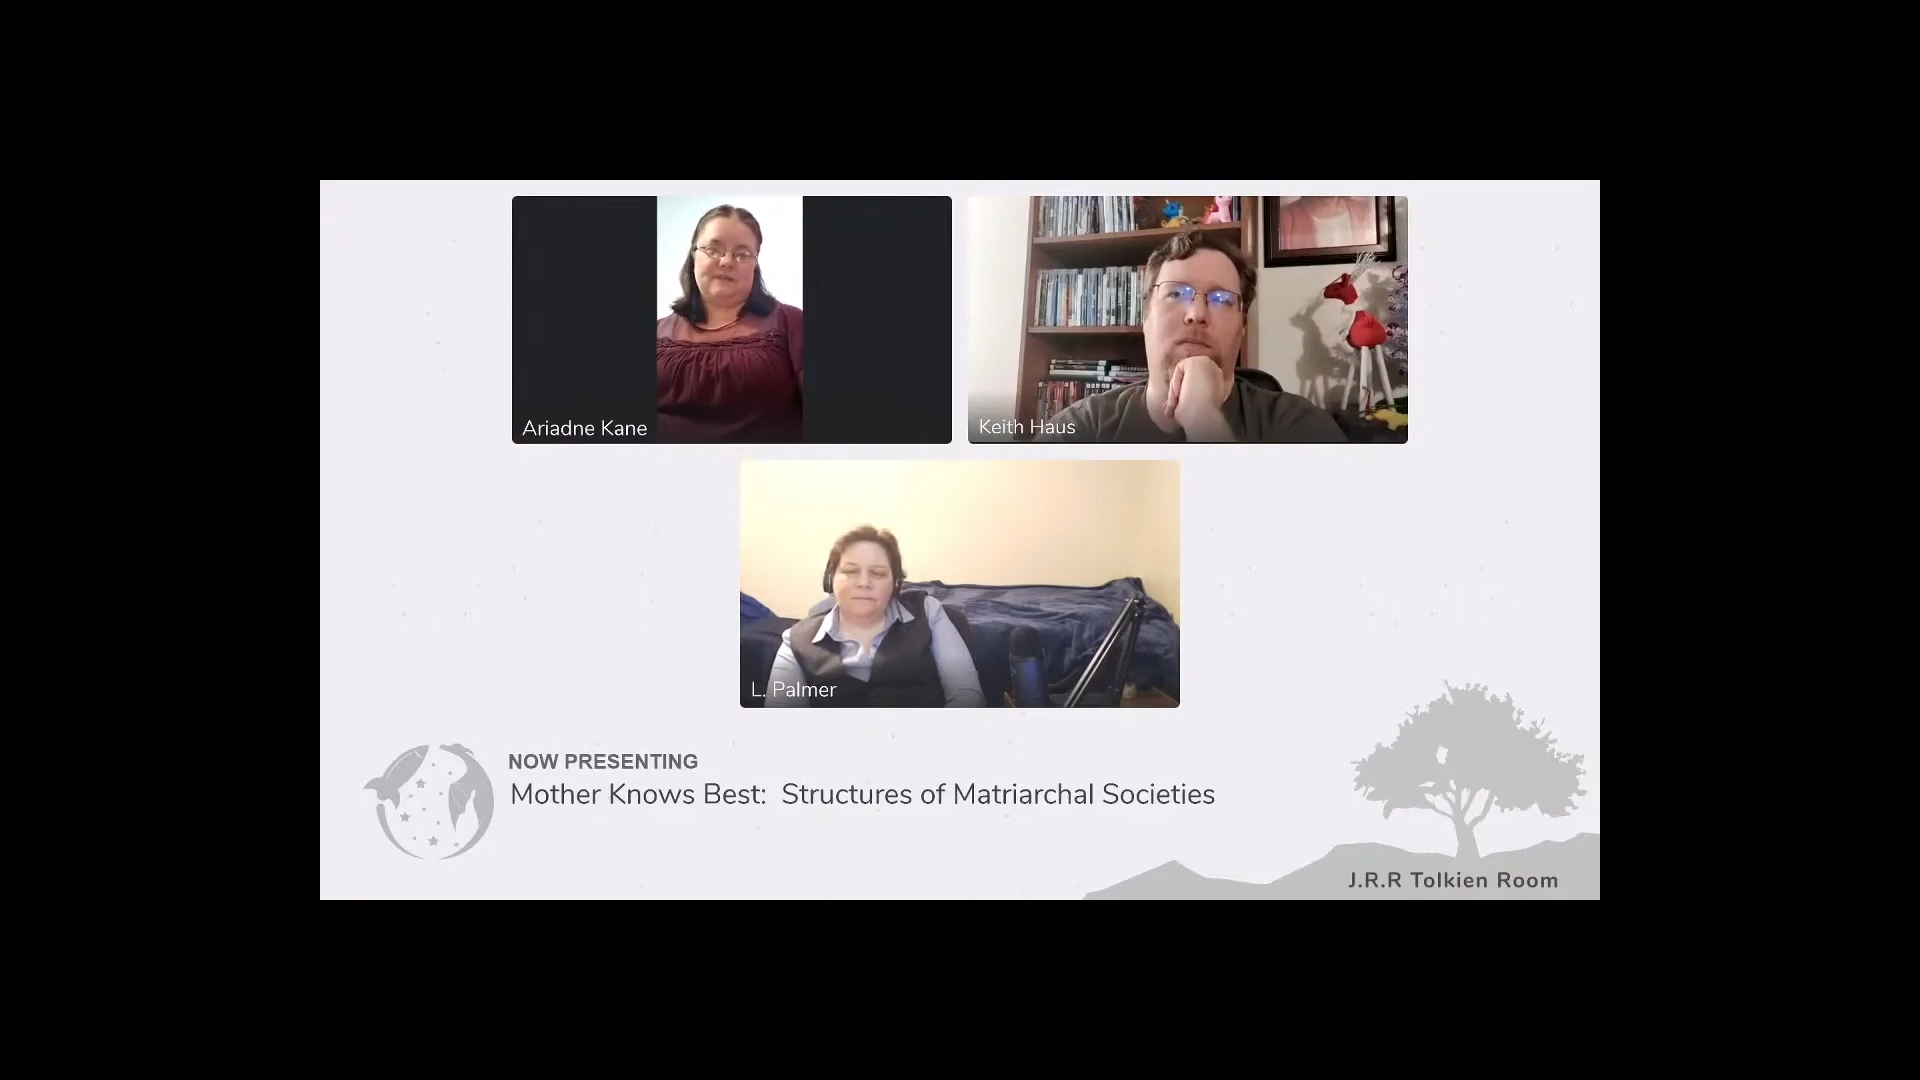 Ariadne Kane
Keith Haus
L. Palmer
NOW PRESENTING
Mother Knows Best:  Structures of Matriarchal Societies
J.R.R Tolkien Room